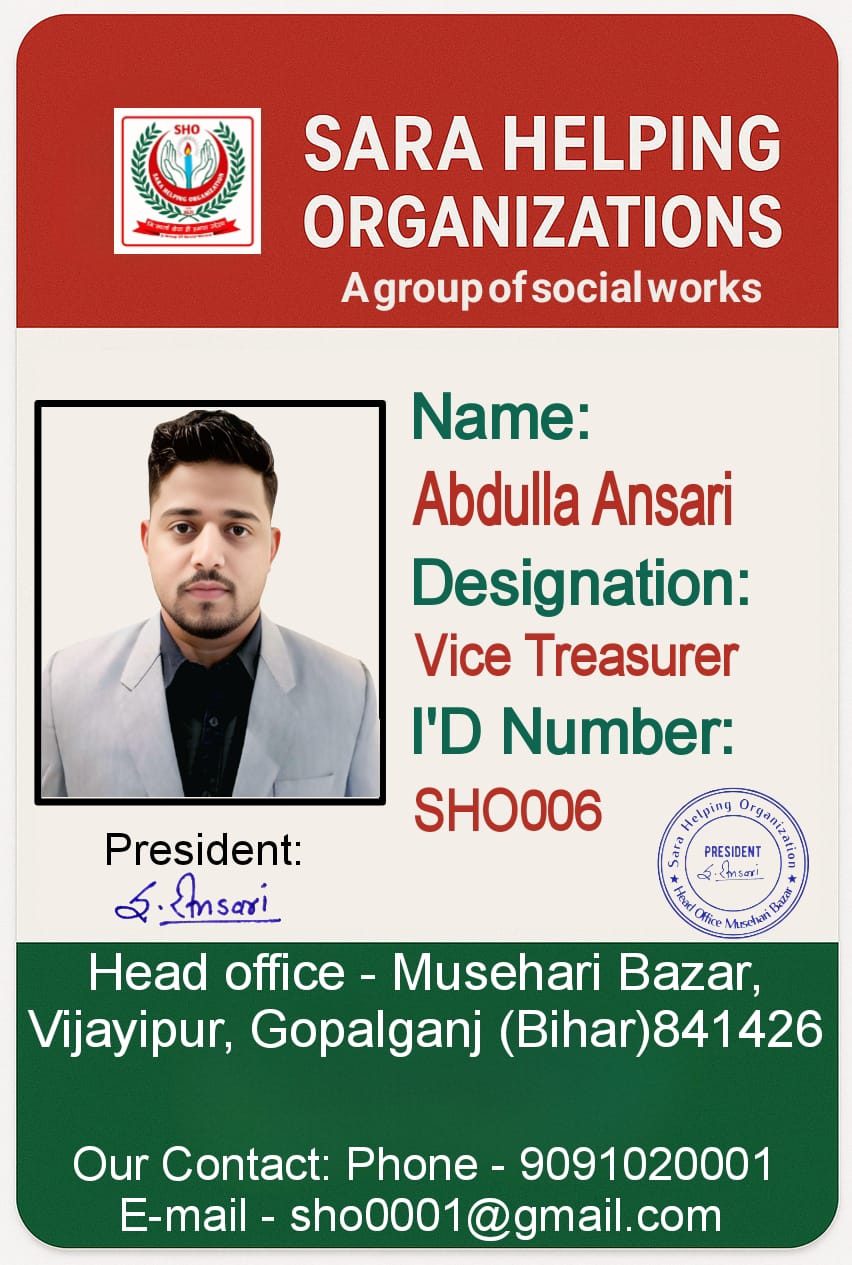 SHO
SARA HELPING ORGANIZATION
SARA HELPING
ORGANIZATIONS
A group of social works
Name:
Abdulla Ansari
Designation:
Vice Treasurer
I'D Number:
SHO006
President:
S. Ansari
Sara Helping Organization
PRESIDENT
S. Ansari
★ Head Office Musehari Bazar ★
Head office - Musehari Bazar,
Vijayipur, Gopalganj (Bihar)841426
Our Contact: Phone - 9091020001
E-mail - sho0001@gmail.com